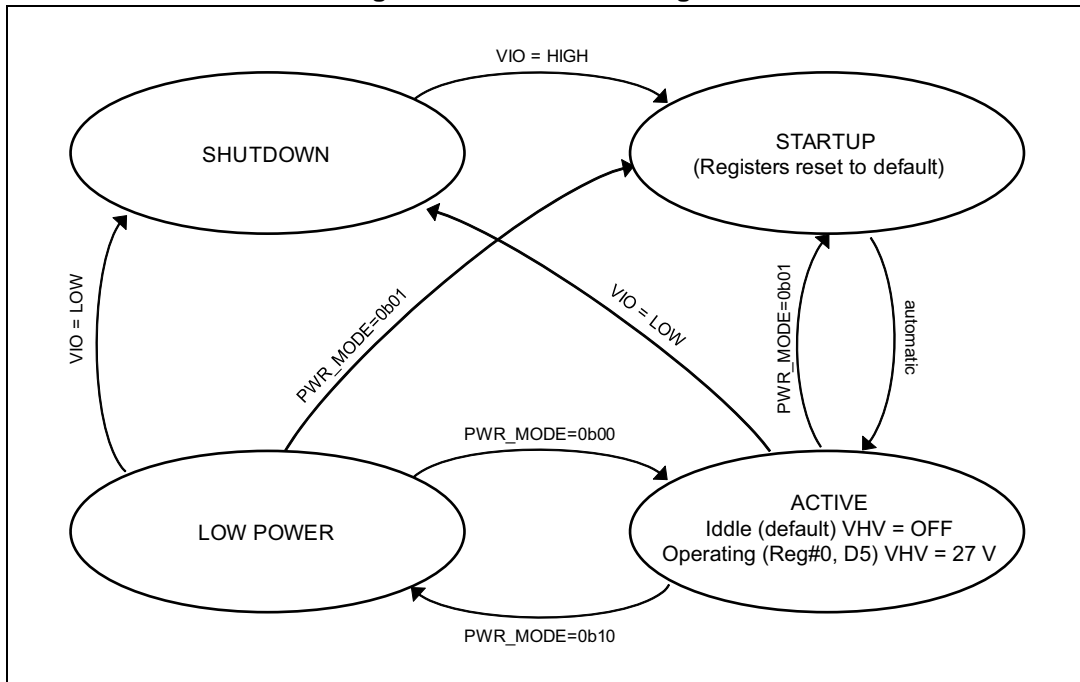 VIO = HIGH
SHUTDOWN
STARTUP
(Registers reset to default)
VIO = LOW
PWR_MODE=0b01
VIO = LOW
PWR_MODE=0b01
automatic
PWR_MODE=0b00
LOW POWER
ACTIVE
Iddle (default) VHV = OFF
Operating (Reg#0, D5) VHV = 27 V
PWR_MODE=0b10